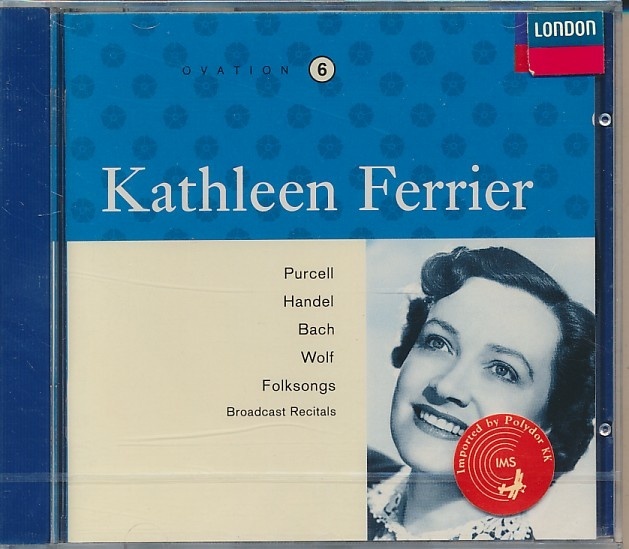 LONDON
OVATION 6
Kathleen Ferrier
Purcell
Handel
Bach
Wolf
Folksongs
Broadcast Recitals
Imported by Polydor KK
IMS